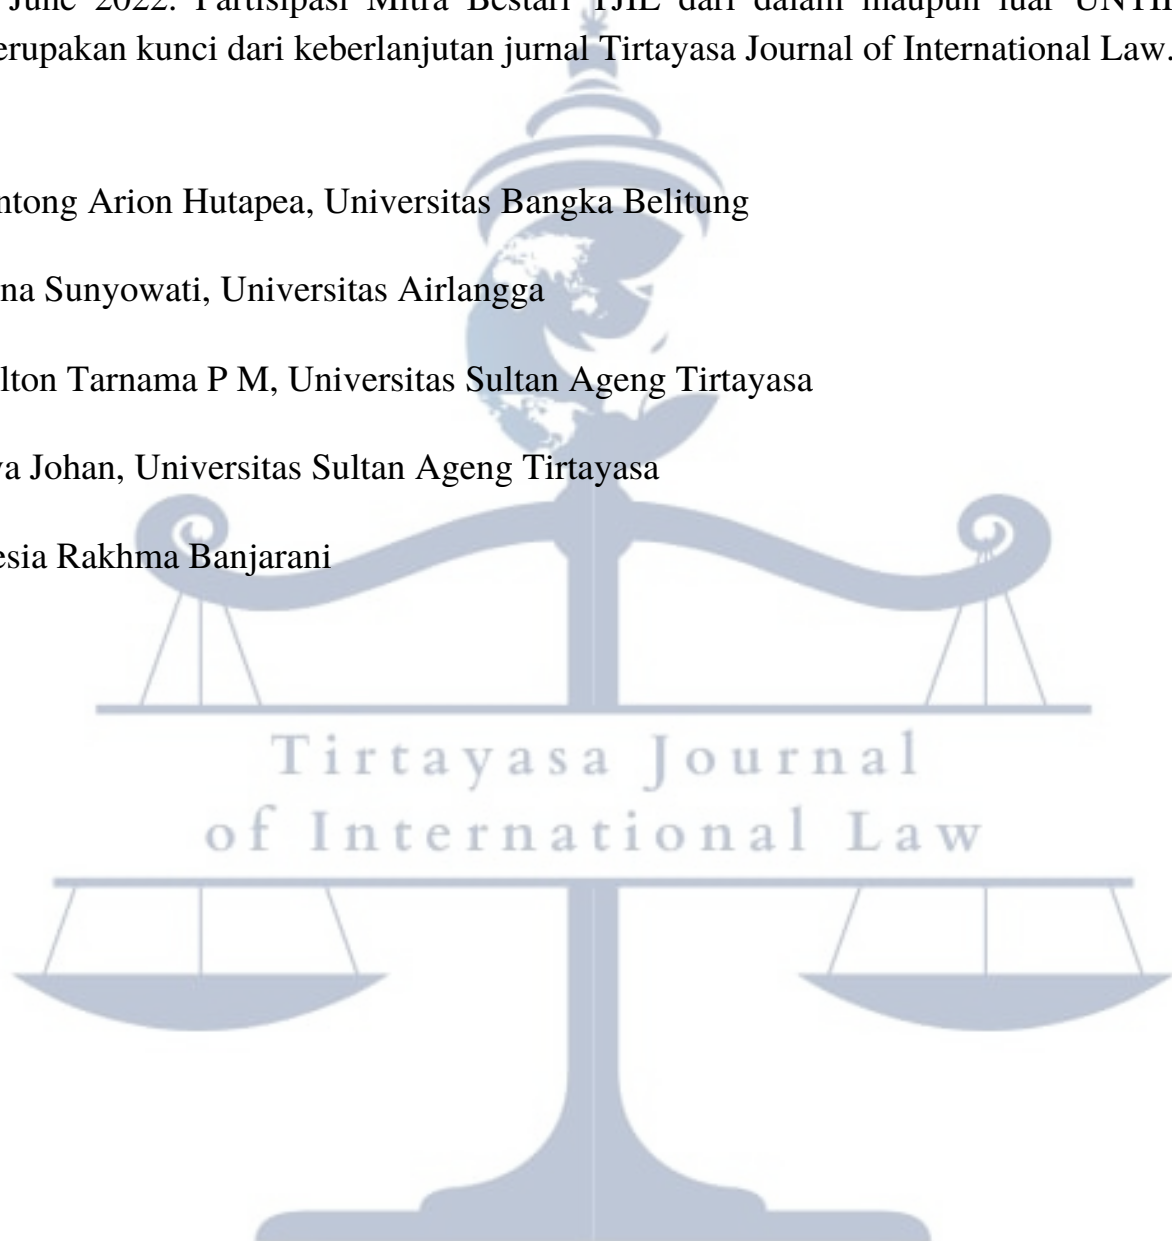 June 2022. Partisipasi Mitra Bestari TJIL dari dalam maupun luar
erupakan kunci dari keberlanjutan jurnal Tirtayasa Journal of International Law.
ntong Arion Hutapea, Universitas Bangka Belitung
na Sunyowati, Universitas Airlangga
lton Tarnama P M, Universitas Sultan Ageng Tirtayasa
a Johan, Universitas Sultan Ageng Tirtayasa
esia Rakhma Banjarani
Tirtayasa Journal
of International Law